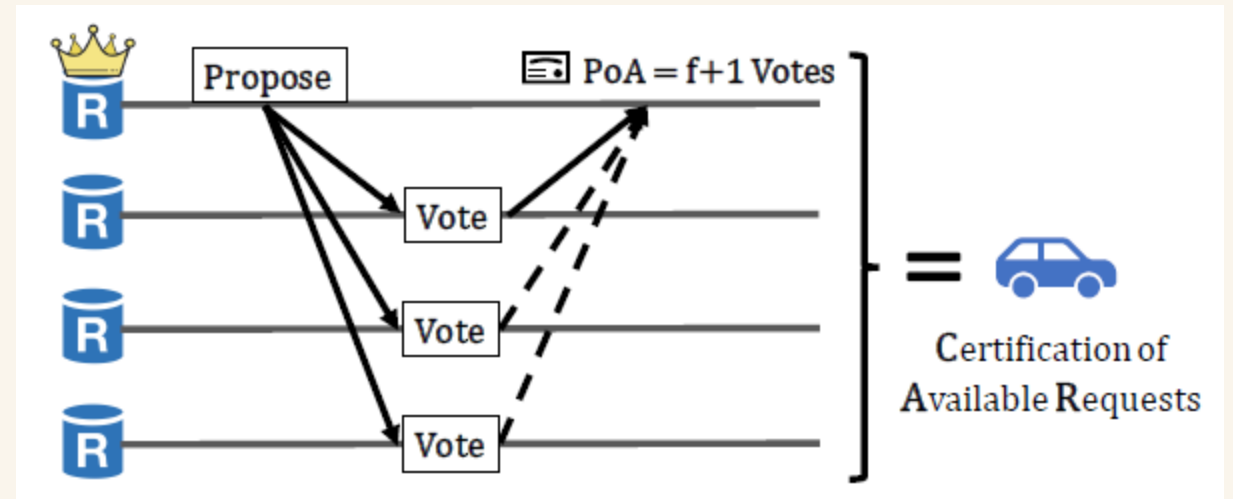 Propose
PoA = f+1 Votes
R
R
Vote
R
Vote
R
Vote
=
Certification of
Available Requests